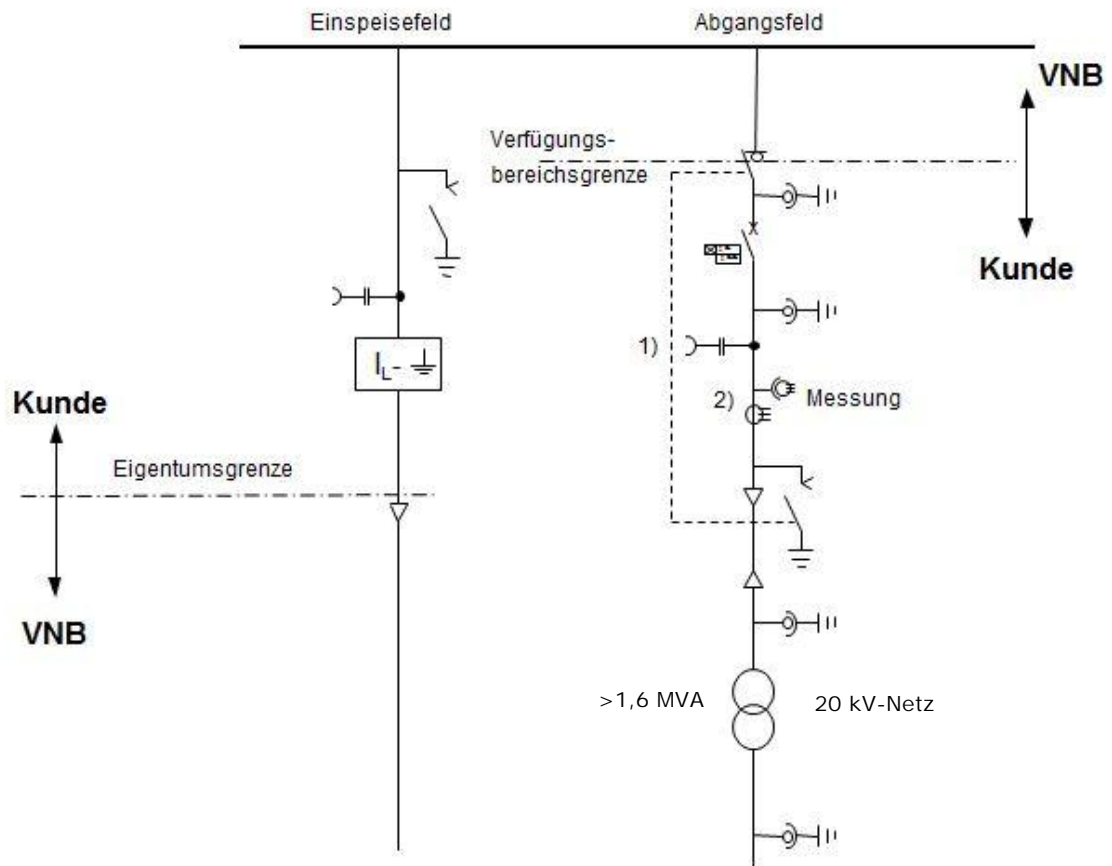 Einspeisefeld
Abgangsfeld
VNB
Verfügungs-
bereichsgrenze
Kunde
1)
I_L-
2)
Messung
Kunde
Eigentumsgrenze
VNB
>1,6 MVA
20 kV-Netz